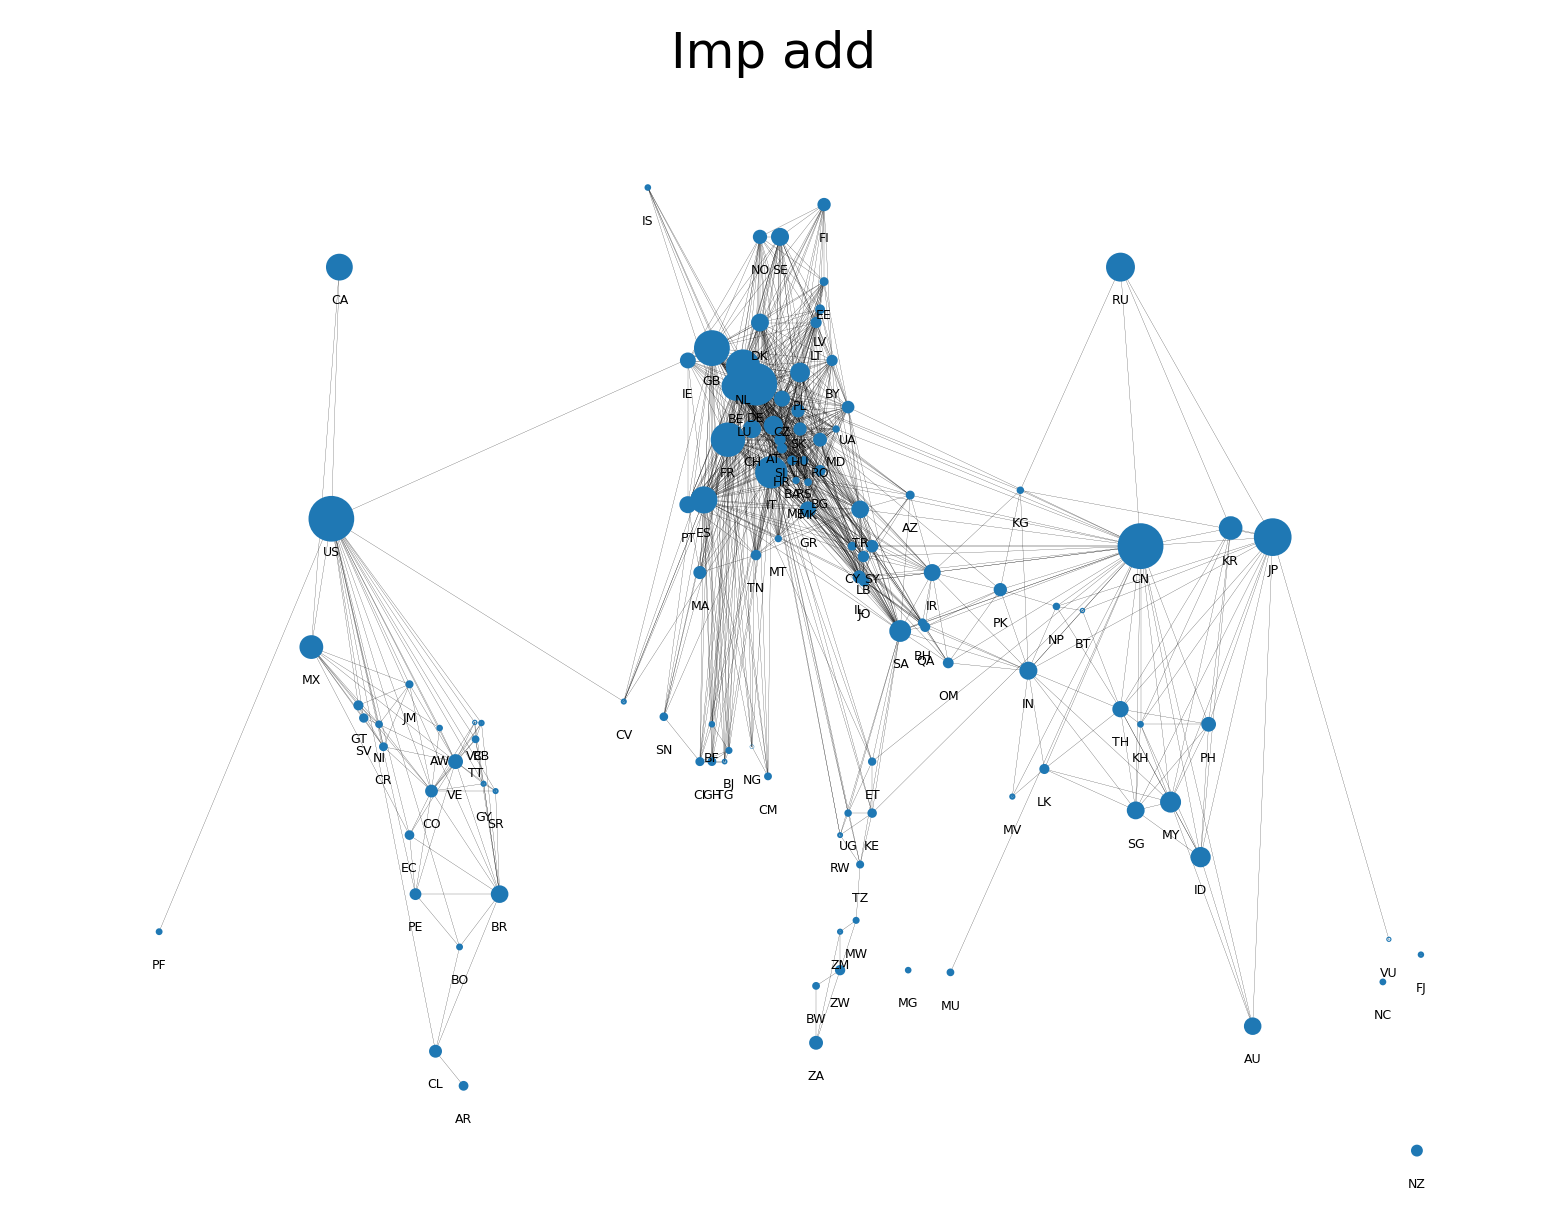 Imp add
IS
FI
NO SE
CA
RU
EE
LV
DK
LT
GB
IE
BY
NL
PL
BE
DE
LU
CZ
UA
SK
CH
AT
HU
MD
FR
SI
RO
HR
BA
RS
BG
IT
ME
MK
ES
PT
GR
TR
AZ
KG
US
CN
KR
JP
MT
TN
CY
SY
LB
MA
IL
JO
IR
PK
NP
BT
BH
QA
SA
OM
IN
MX
JM
GT
SV
NI
CR
AW
VC
BB
TT
VE
GY
SR
CO
EC
PE
BR
BO
CL
AR
PF
CV
SN
BF
BJ
NG
CI
GH
TG
CM
ET
UG
KE
RW
TZ
MW
ZM
ZW
BW
ZA
MG
MU
TH
KH
PH
LK
MV
SG
MY
ID
AU
VU
FJ
NC
NZ